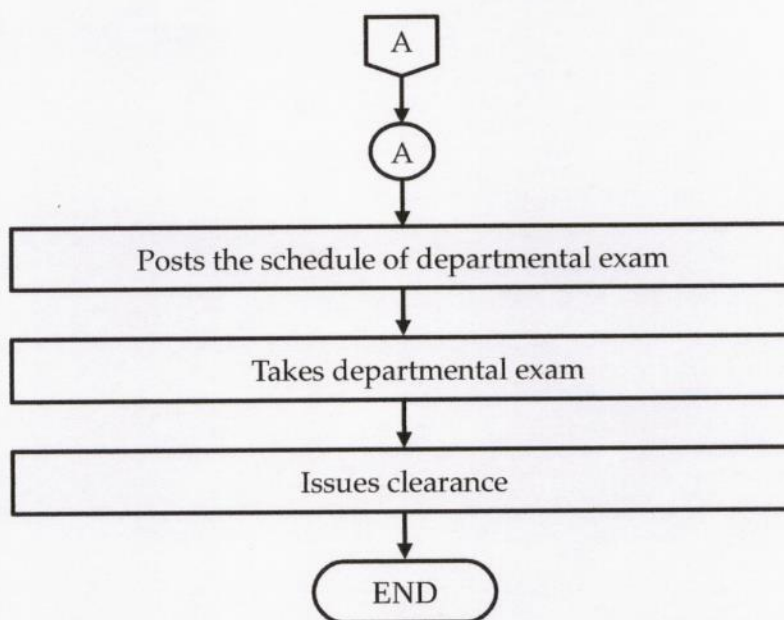 A
A
Posts the schedule of departmental exam
Takes departmental exam
Issues clearance
END